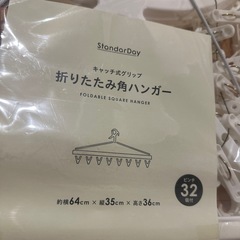 StandarDay
キャッチ式グリップ
折りたたみ角ハンガー
FOLDABLE SQUARE HANGER
ピンチ
32
個付
約横64cm×縦35cm×高さ36cm